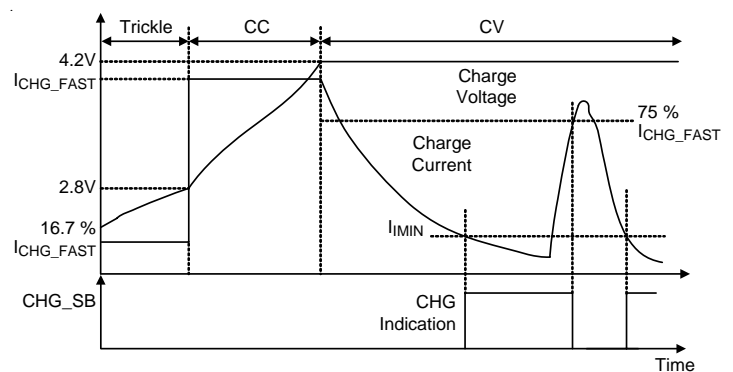 Trickle
CC
CV
4.2V
ICHG_FAST
Charge
Voltage
75 %
ICHG_FAST
Charge
Current
2.8V
16.7 %
ICHG_FAST
IIMIN
CHG_SB
CHG
Indication
Time